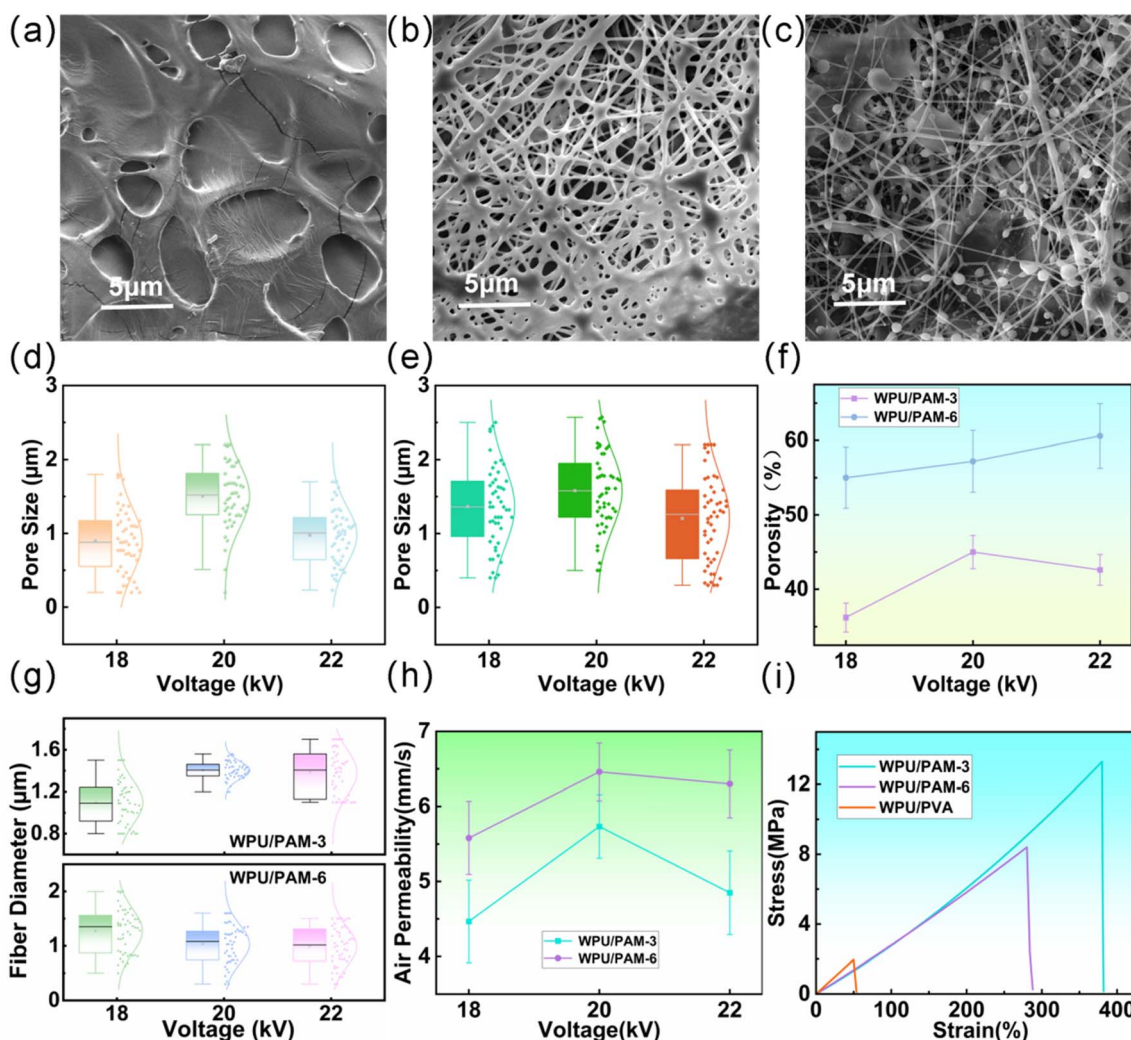 (a)
(b)
(c)
5μm
5μm
5μm
(d)
(e)
(f)
3
2
1
0
Pore Size (μm)
18
20
22
Voltage (kV)
3
2
1
0
Pore Size (μm)
18
20
22
Voltage (kV)
WPU/PAM-3
WPU/PAM-6
60
50
40
Porosity（%）
18
20
22
Voltage (kV)
(g)
(h)
(i)
1.6
1.2
0.8
WPU/PAM-3
WPU/PAM-6
2
1
0
Fiber Diameter (μm)
18
20
22
Voltage (kV)
7
6
5
4
Air Permeability(mm/s)
WPU/PAM-3
WPU/PAM-6
18
20
22
Voltage(kV)
WPU/PAM-3
WPU/PAM-6
WPU/PVA
12
8
4
0
Stress(MPa)
0
100
200
300
400
Strain(%)